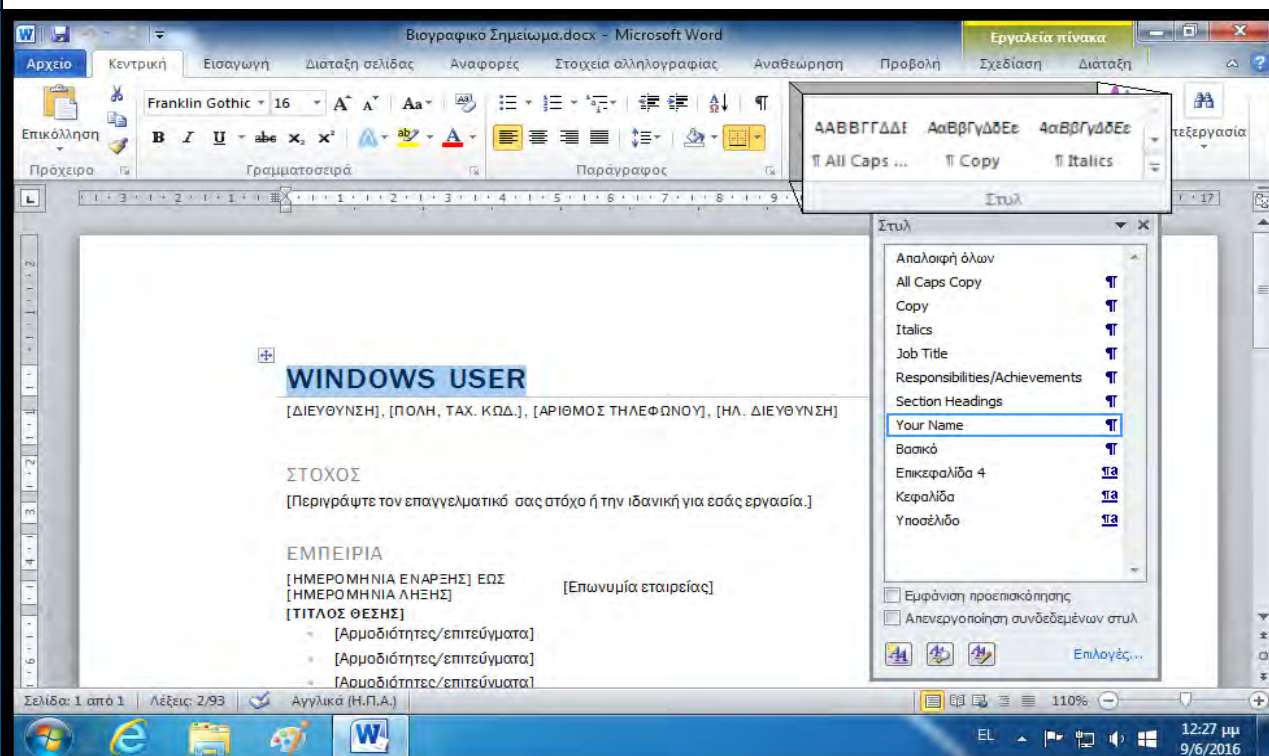 Βιογραφικό Σημείωμα.docx - Microsoft Word
Εργαλεία πίνακα
Αρχείο Κεντρική Εισαγωγή Διάταξη σελίδας Αναφορές Στοιχεία αλληλογραφίας Αναθεώρηση Προβολή Σχεδίαση Διάταξη
Franklin Gothic 16
Επικόλληση
Πρόχειρο Γραμματοσειρά Παράγραφος
ΑΑΒΒΓΓΔΔΕ ΑαΒβΓγΔδΕε ΑαΒβΓγΔδΕε
¶ All Caps ... ¶ Copy ¶ Italics
Στυλ
Στυλ
Απαλοιφή όλων
All Caps Copy ¶
Copy ¶
Italics ¶
Job Title ¶
Responsibilities/Achievements ¶
Section Headings ¶
Your Name ¶
Βασικό ¶
Επικεφαλίδα 4 ¶a
Κεφαλίδα ¶a
Υποσέλιδο ¶a
Εμφάνιση προεπισκόπησης
Απενεργοποίηση συνδεδεμένων στυλ
Επιλογές...
WINDOWS USER
[ΔΙΕΥΘΥΝΣΗ], [ΠΟΛΗ, ΤΑΧ. ΚΩΔ.], [ΑΡΙΘΜΟΣ ΤΗΛΕΦΩΝΟΥ], [ΗΛ. ΔΙΕΥΘΥΝΣΗ]
ΣΤΟΧΟΣ
[Περιγράψτε τον επαγγελματικό σας στόχο ή την ιδανική για εσάς εργασία.]
ΕΜΠΕΙΡΙΑ
[ΗΜΕΡΟΜΗΝΙΑ ΕΝΑΡΞΗΣ] ΕΩΣ
[ΗΜΕΡΟΜΗΝΙΑ ΛΗΞΗΣ]
[Επωνυμία εταιρείας]
[ΤΙΤΛΟΣ ΘΕΣΗΣ]
[Αρμοδιότητες/επιτεύγματα]
[Αρμοδιότητες/επιτεύγματα]
[Αρμοδιότητες/επιτεύγματα]
Σελίδα: 1 από 1 Λέξεις: 2/93 Αγγλικά (Η.Π.Α.) 110%
EL 12:27 μμ
9/6/2016